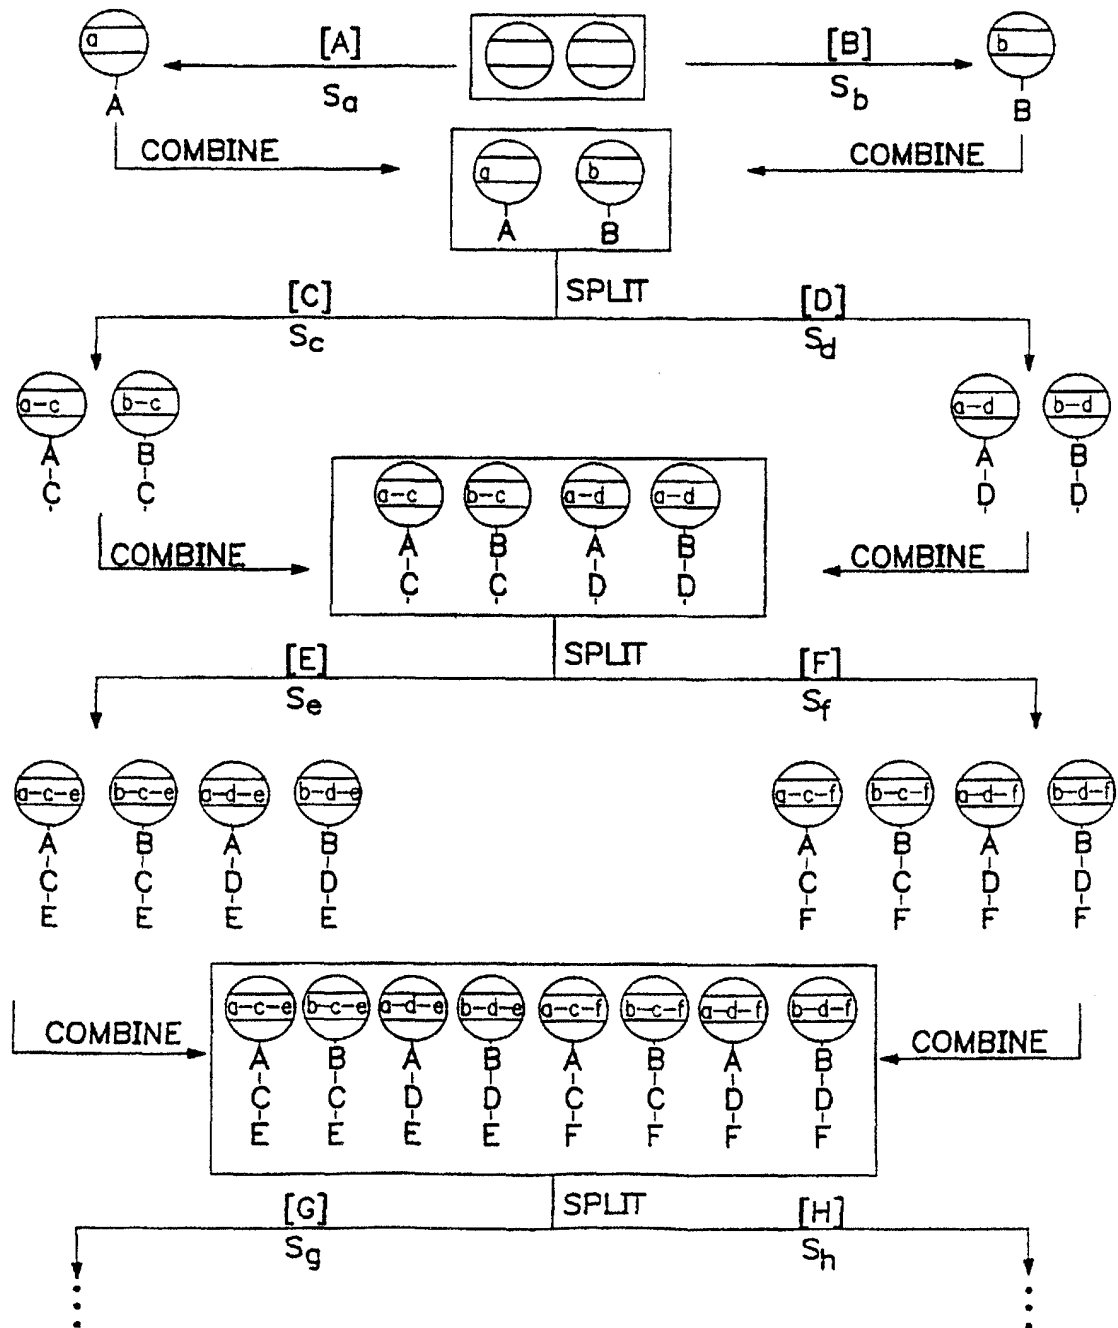 [A] [B]
a b
Sa Sb
A B
COMBINE COMBINE
a b
A B
SPLIT
[C] [D]
Sc Sd
a-c b-c a-d b-d
A B A B
C C D D
a-c b-c a-d a-d
A B A B
C C D D
COMBINE COMBINE
SPLIT
[E] [F]
Se Sf
a-c-e b-c-e a-d-e b-d-e a-c-f b-c-f a-d-f b-d-f
A B A B A B A B
C C D D C C D D
E E E E F F F F
a-c-e b-c-e a-d-e b-d-e a-c-f b-c-f a-d-f b-d-f
COMBINE COMBINE
A B A B A B A B
C C D D C C D D
E E E E F F F F
SPLIT
[G] [H]
Sg Sh